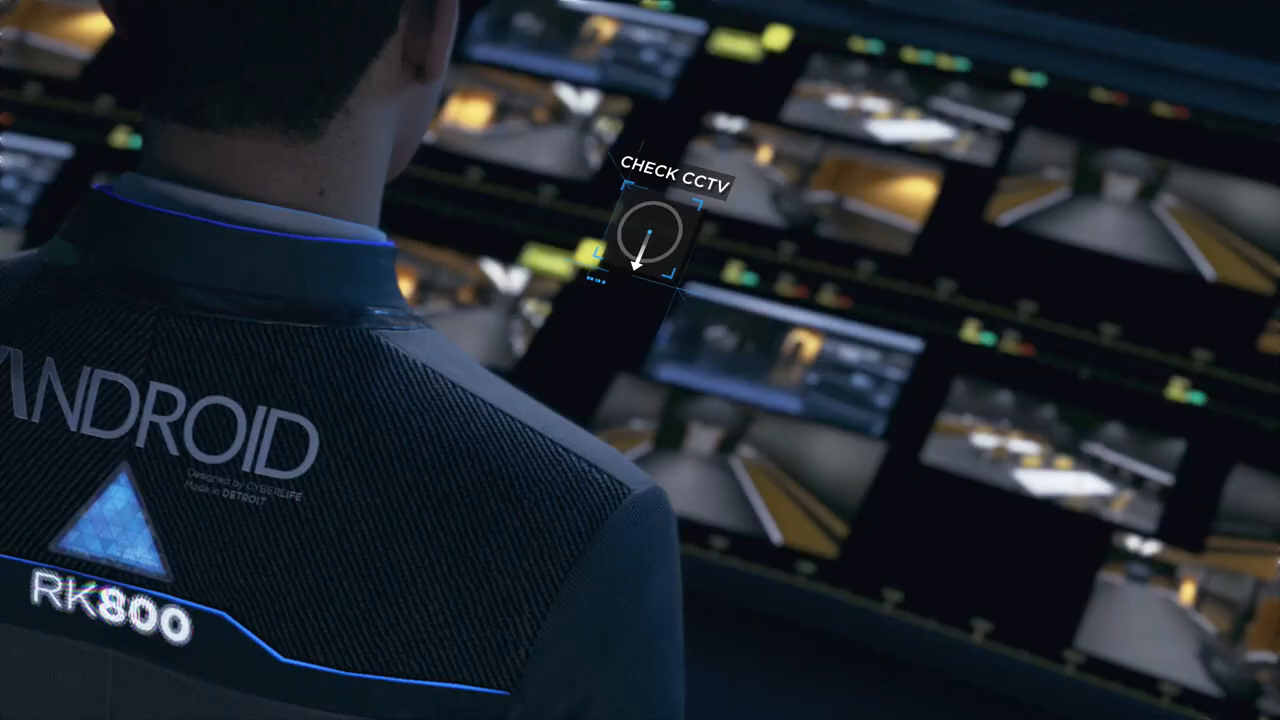 CHECK CCTV
ANDROID
Designed by CYBERLIFE
Made in DETROIT
RK800